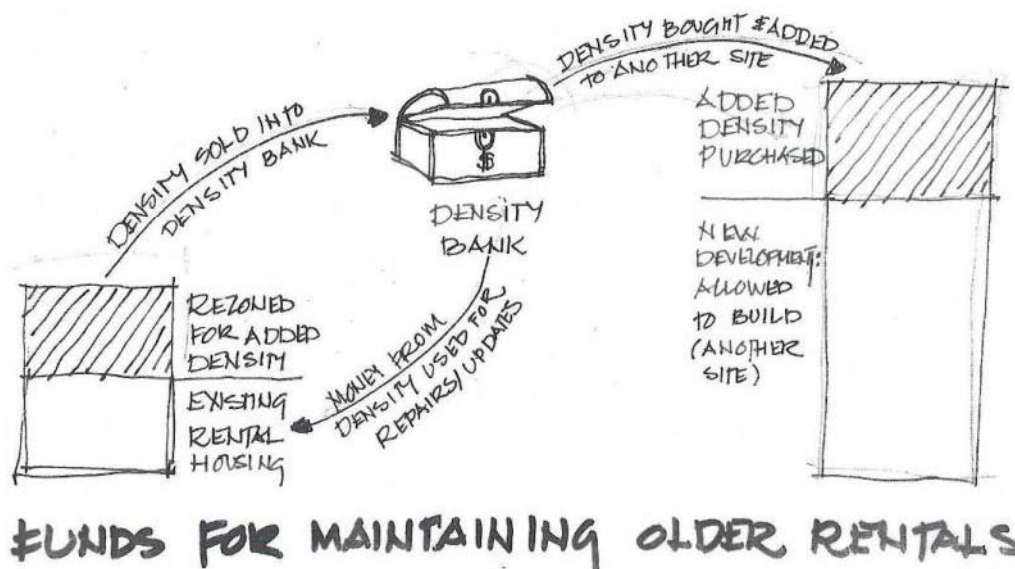 DENSITY SOLD INTO
DENSITY BANK
DENSITY BOUGHT & ADDED
TO ANOTHER SITE
$
DENSITY
BANK
ADDED
DENSITY
PURCHASED
NEW
DEVELOPMENT:
ALLOWED
TO BUILD
(ANOTHER
SITE)
REZONED
FOR ADDED
DENSITY
EXISTING
RENTAL
HOUSING
MONEY FROM
DENSITY USED FOR
REPAIRS/UPDATES
FUNDS FOR MAINTAINING OLDER RENTALS